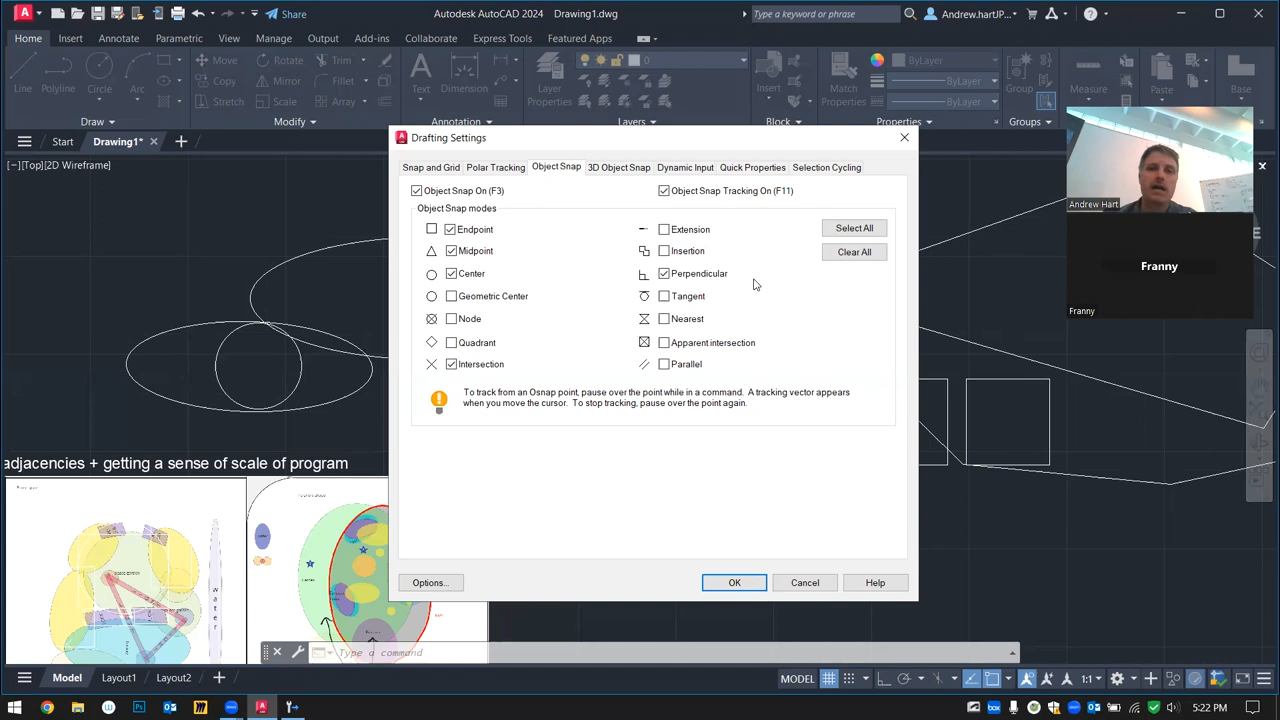 Share
Autodesk AutoCAD 2024 Drawing1.dwg
Type a keyword or phrase
Andrew.hartJP...
Home Insert Annotate Parametric View Manage Output Add-ins Collaborate Express Tools Featured Apps
Line Polyline Circle Arc
Move Rotate Trim
Copy Mirror Fillet
Stretch Scale Array
Text Dimension
Layer Properties
0
Insert
Match Properties
ByLayer
ByLayer
ByLayer
Group
Measure
Paste
Base
Draw Modify Annotation Layers Block Properties Groups
Start Drawing1*
[−][Top][2D Wireframe]
Drafting Settings
Snap and Grid Polar Tracking Object Snap 3D Object Snap Dynamic Input Quick Properties Selection Cycling
Object Snap On (F3) Object Snap Tracking On (F11)
Object Snap modes
Endpoint Extension Select All
Midpoint Insertion Clear All
Center Perpendicular
Geometric Center Tangent
Node Nearest
Quadrant Apparent intersection
Intersection Parallel
To track from an Osnap point, pause over the point while in a command. A tracking vector appears
when you move the cursor. To stop tracking, pause over the point again.
Options... OK Cancel Help
Andrew Hart
Franny
Franny
adjacencies + getting a sense of scale of program
water
Type a command
Model Layout1 Layout2
MODEL 1:1
5:22 PM